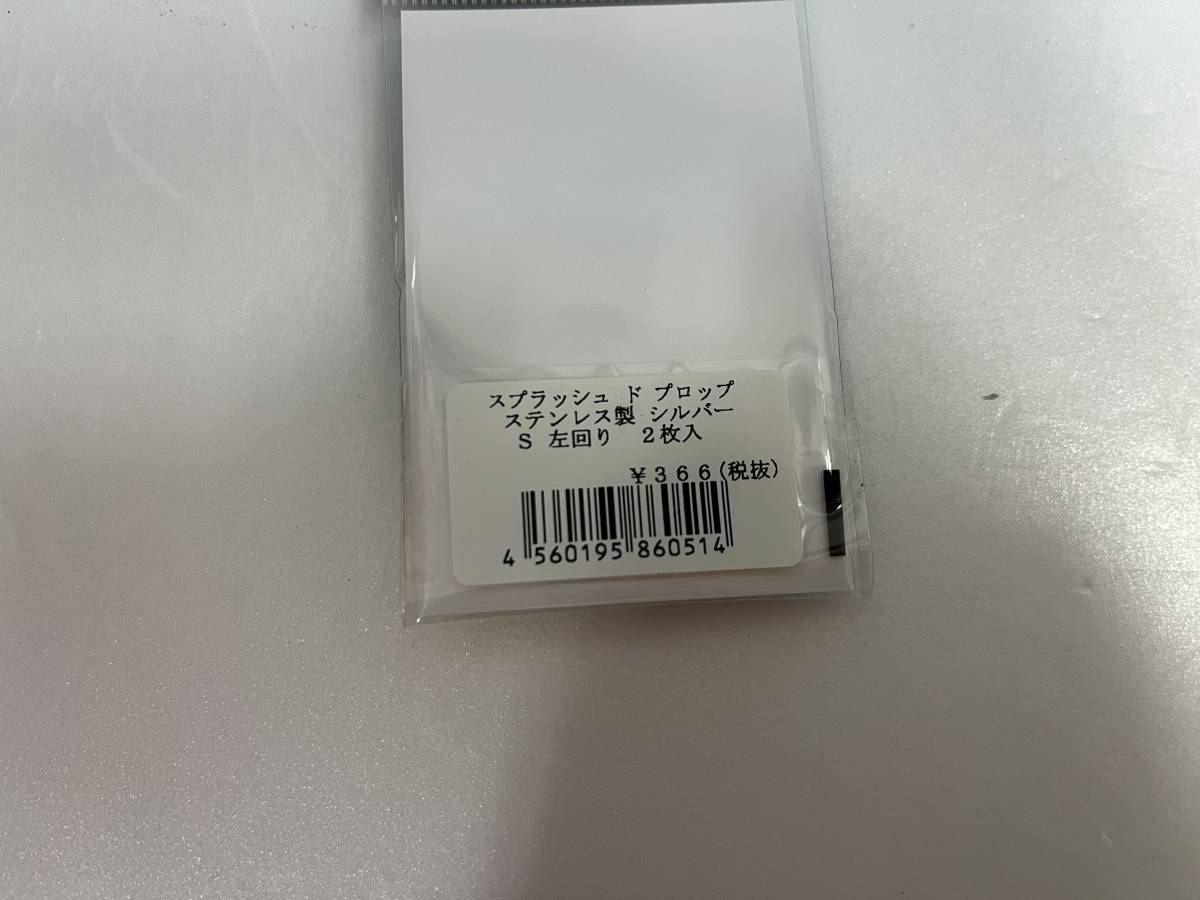 スプラッシュ ド プロップ
ステンレス製 シルバー
S 左回り 2枚入
¥366(税抜)
4 560195 860514